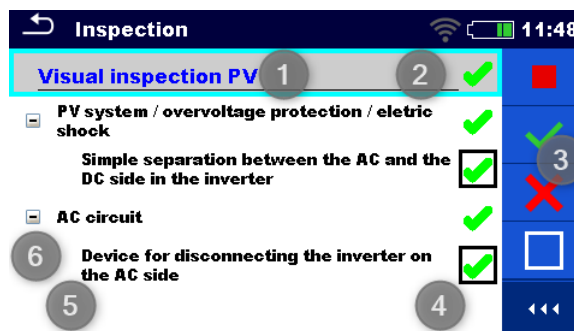 Inspection 11:48
Visual inspection PV 1 2
PV system / overvoltage protection / eletric
shock
Simple separation between the AC and the
DC side in the inverter
3
AC circuit
Device for disconnecting the inverter on
the AC side
6
5 4